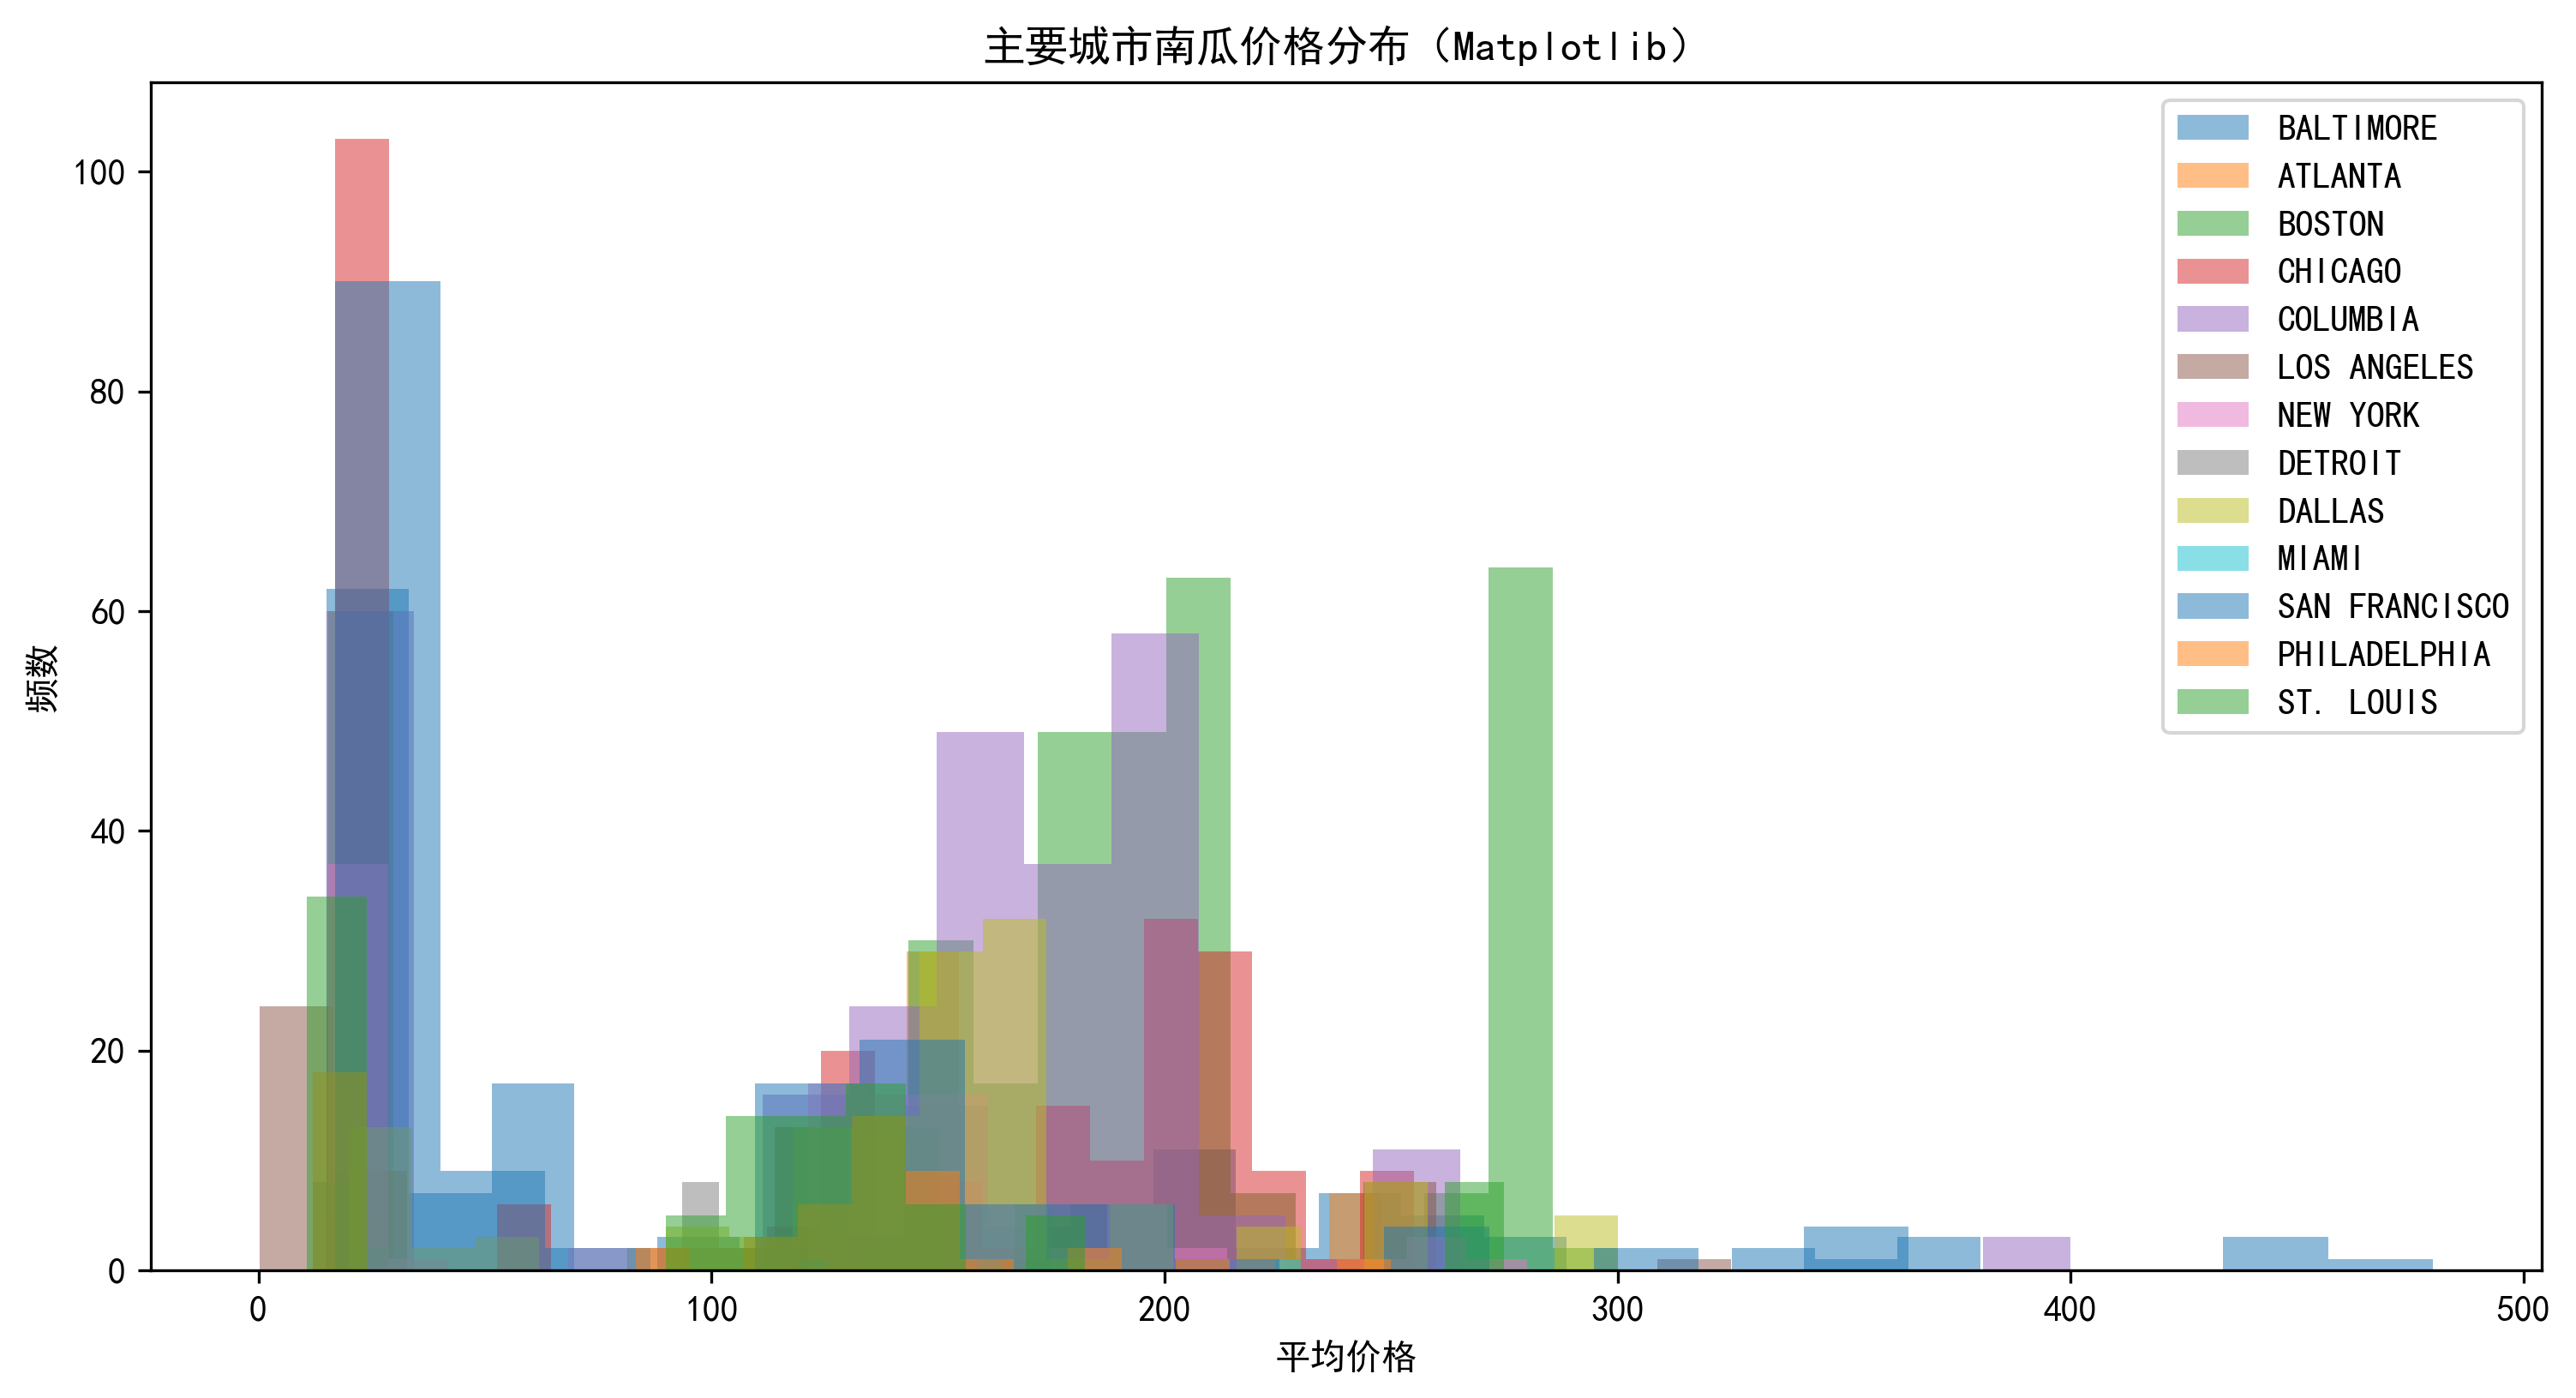 主要城市南瓜价格分布（Matplotlib）
100
80
60
40
20
0
频数
0 100 200 300 400 500
平均价格
BALTIMORE
ATLANTA
BOSTON
CHICAGO
COLUMBIA
LOS ANGELES
NEW YORK
DETROIT
DALLAS
MIAMI
SAN FRANCISCO
PHILADELPHIA
ST. LOUIS